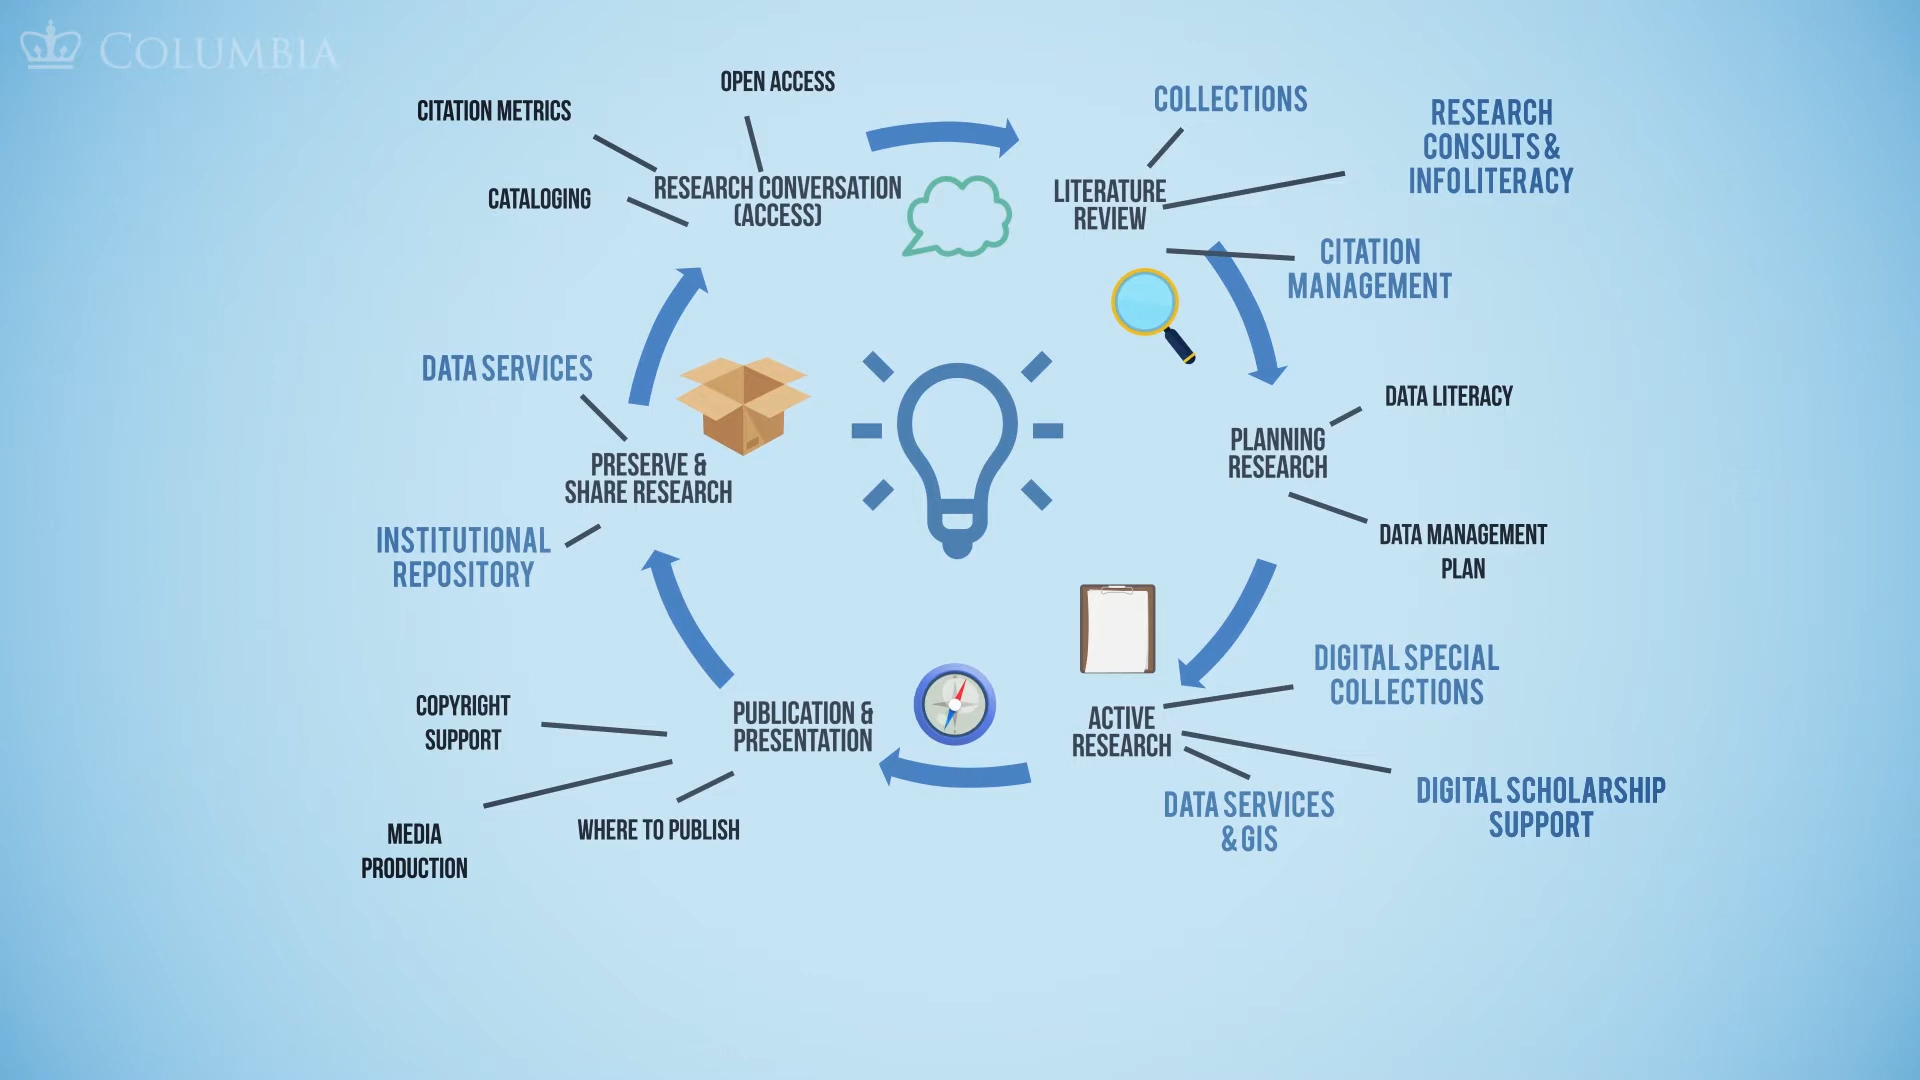 COLUMBIA
OPEN ACCESS
CITATION METRICS
CATALOGING
RESEARCH CONVERSATION
(ACCESS)
COLLECTIONS
RESEARCH
CONSULTS &
INFO LITERACY
LITERATURE
REVIEW
CITATION
MANAGEMENT
DATA LITERACY
PLANNING
RESEARCH
DATA MANAGEMENT
PLAN
DIGITAL SPECIAL
COLLECTIONS
ACTIVE
RESEARCH
DIGITAL SCHOLARSHIP
SUPPORT
DATA SERVICES
& GIS
PUBLICATION &
PRESENTATION
COPYRIGHT
SUPPORT
MEDIA
PRODUCTION
WHERE TO PUBLISH
DATA SERVICES
PRESERVE &
SHARE RESEARCH
INSTITUTIONAL
REPOSITORY